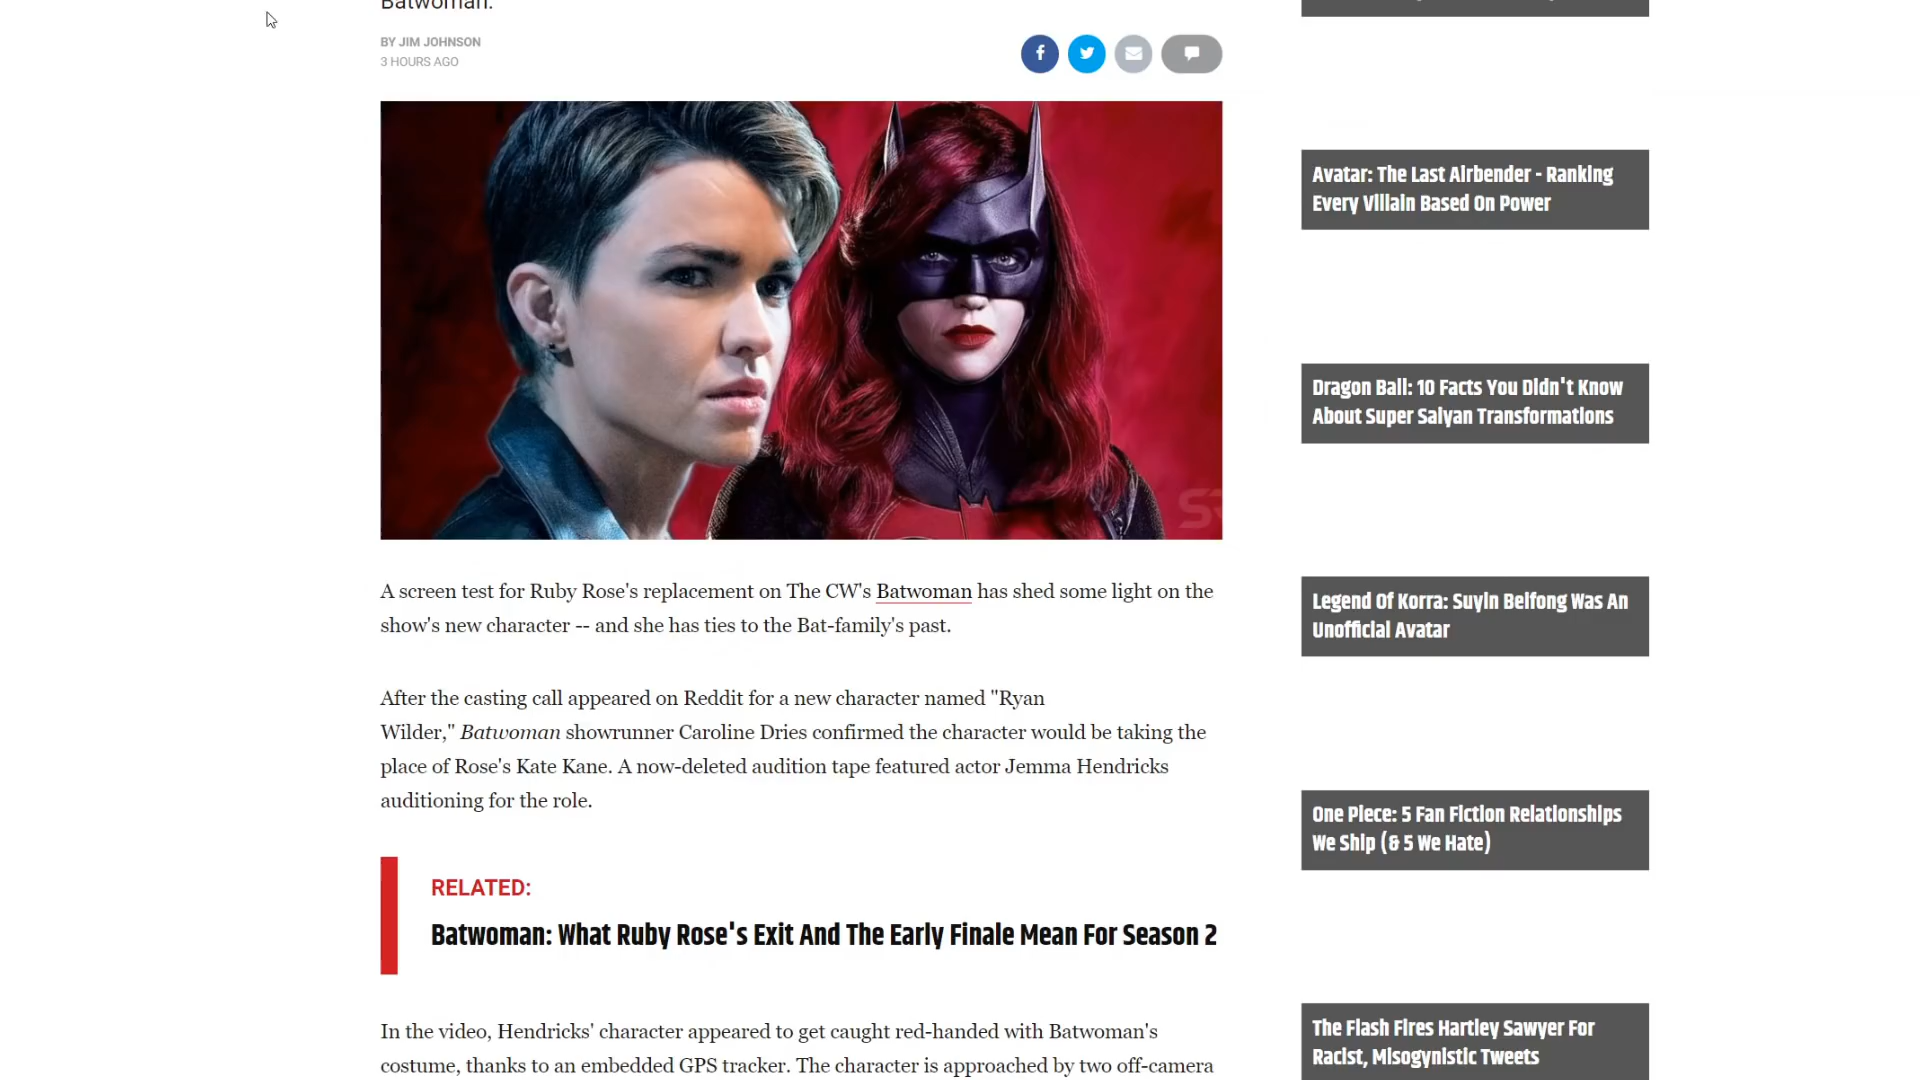 Batwoman.
BY JIM JOHNSON
3 HOURS AGO
A screen test for Ruby Rose's replacement on The CW's Batwoman has shed some light on the
show's new character -- and she has ties to the Bat-family's past.
After the casting call appeared on Reddit for a new character named "Ryan
Wilder," Batwoman showrunner Caroline Dries confirmed the character would be taking the
place of Rose's Kate Kane. A now-deleted audition tape featured actor Jemma Hendricks
auditioning for the role.
RELATED:
Batwoman: What Ruby Rose's Exit And The Early Finale Mean For Season 2
In the video, Hendricks' character appeared to get caught red-handed with Batwoman's
costume, thanks to an embedded GPS tracker. The character is approached by two off-camera
Avatar: The Last Airbender - Ranking
Every Villain Based On Power
Dragon Ball: 10 Facts You Didn't Know
About Super Saiyan Transformations
Legend Of Korra: Suyin Beifong Was An
Unofficial Avatar
One Piece: 5 Fan Fiction Relationships
We Ship (& 5 We Hate)
The Flash Fires Hartley Sawyer For
Racist, Misogynistic Tweets